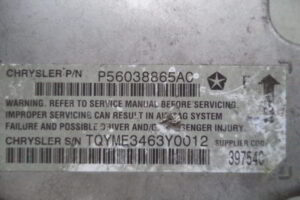 CHRYSLER P/N P56038865AC
F
WARNING. REFER TO SERVICE MANUAL BEFORE SERVICING.
IMPROPER SERVICING CAN RESULT IN AIRBAG SYSTEM
FAILURE AND POSSIBLE DRIVER AND/O PASSENGER INJURY.
CHRYSLER S/N TQYME3463Y0012 SUPPLIER CODE
39754C